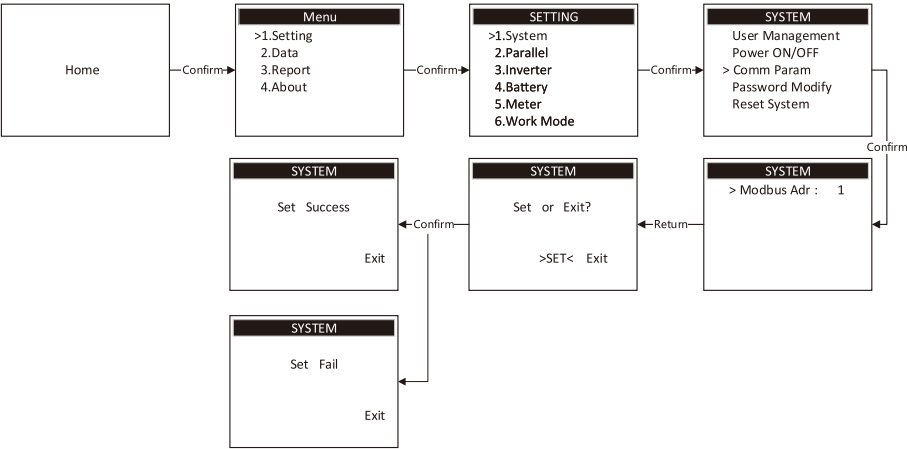 Home
Confirm
Menu
>1.Setting
2.Data
3.Report
4.About
Confirm
SETTING
>1.System
2.Parallel
3.Inverter
4.Battery
5.Meter
6.Work Mode
Confirm
SYSTEM
User Management
Power ON/OFF
> Comm Param
Password Modify
Reset System
Confirm
SYSTEM
> Modbus Adr : 1
Return
SYSTEM
Set or Exit?
>SET< Exit
Confirm
SYSTEM
Set Success
Exit
SYSTEM
Set Fail
Exit